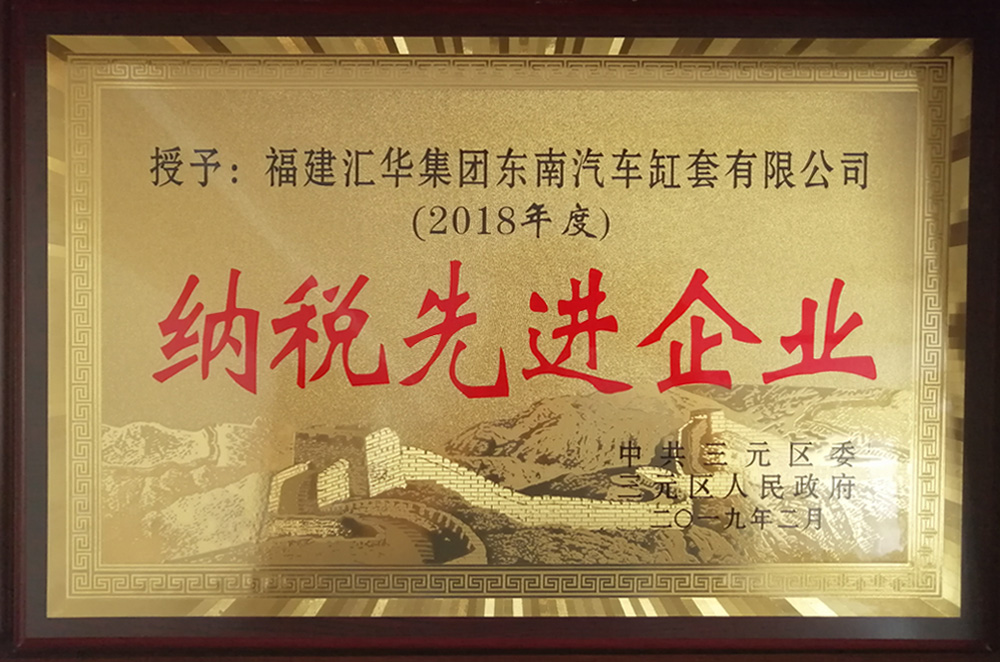 授予：福建汇华集团东南汽车缸套有限公司
(2018年度)
纳税先进企业
中共三元区委
三元区人民政府
二〇一九年二月